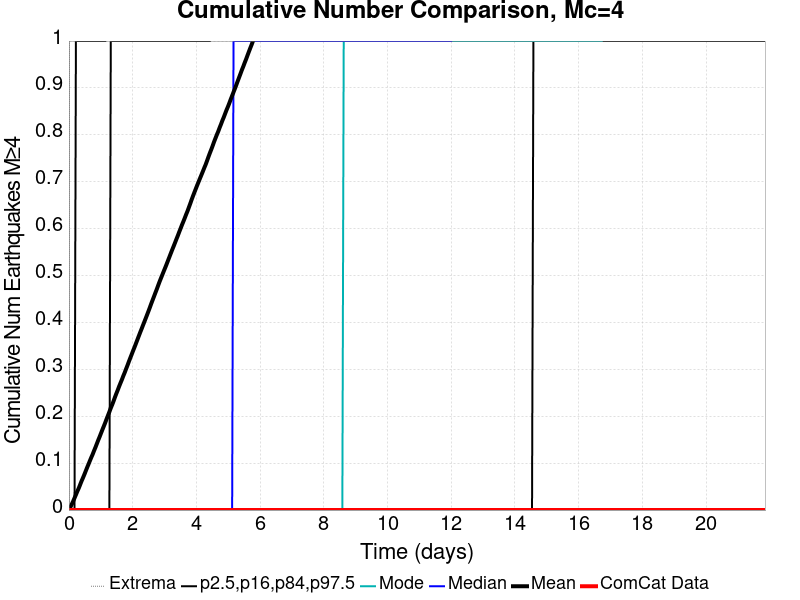 Cumulative Number Comparison, Mc=4
Cumulative Num Earthquakes M≥4
1
0.9
0.8
0.7
0.6
0.5
0.4
0.3
0.2
0.1
0
0 2 4 6 8 10 12 14 16 18 20
Time (days)
Extrema p2.5,p16,p84,p97.5 Mode Median Mean ComCat Data